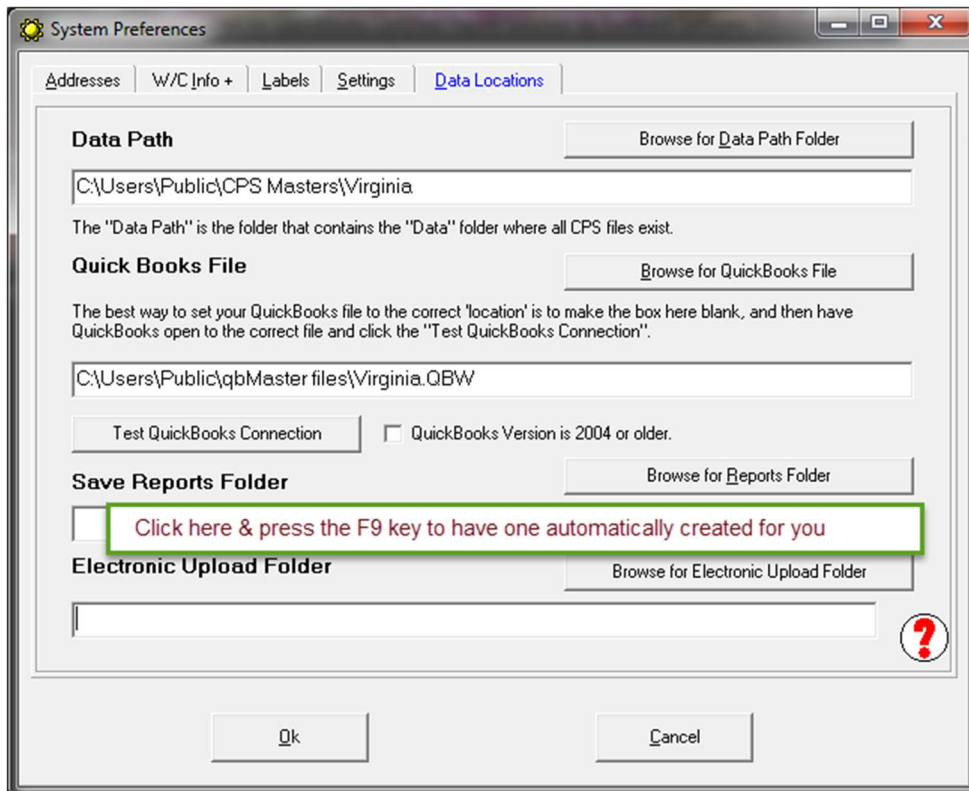 System Preferences
Addresses W/C Info + Labels Settings Data Locations
Data Path
Browse for Data Path Folder
C:\Users\Public\CPS Masters\Virginia
The "Data Path" is the folder that contains the "Data" folder where all CPS files exist.
Quick Books File
Browse for QuickBooks File
The best way to set your QuickBooks file to the correct 'location' is to make the box here blank, and then have
QuickBooks open to the correct file and click the "Test QuickBooks Connection".
C:\Users\Public\qbMaster files\Virginia.QBW
Test QuickBooks Connection
QuickBooks Version is 2004 or older.
Save Reports Folder
Browse for Reports Folder
Click here & press the F9 key to have one automatically created for you
Electronic Upload Folder
Browse for Electronic Upload Folder
?
Ok
Cancel